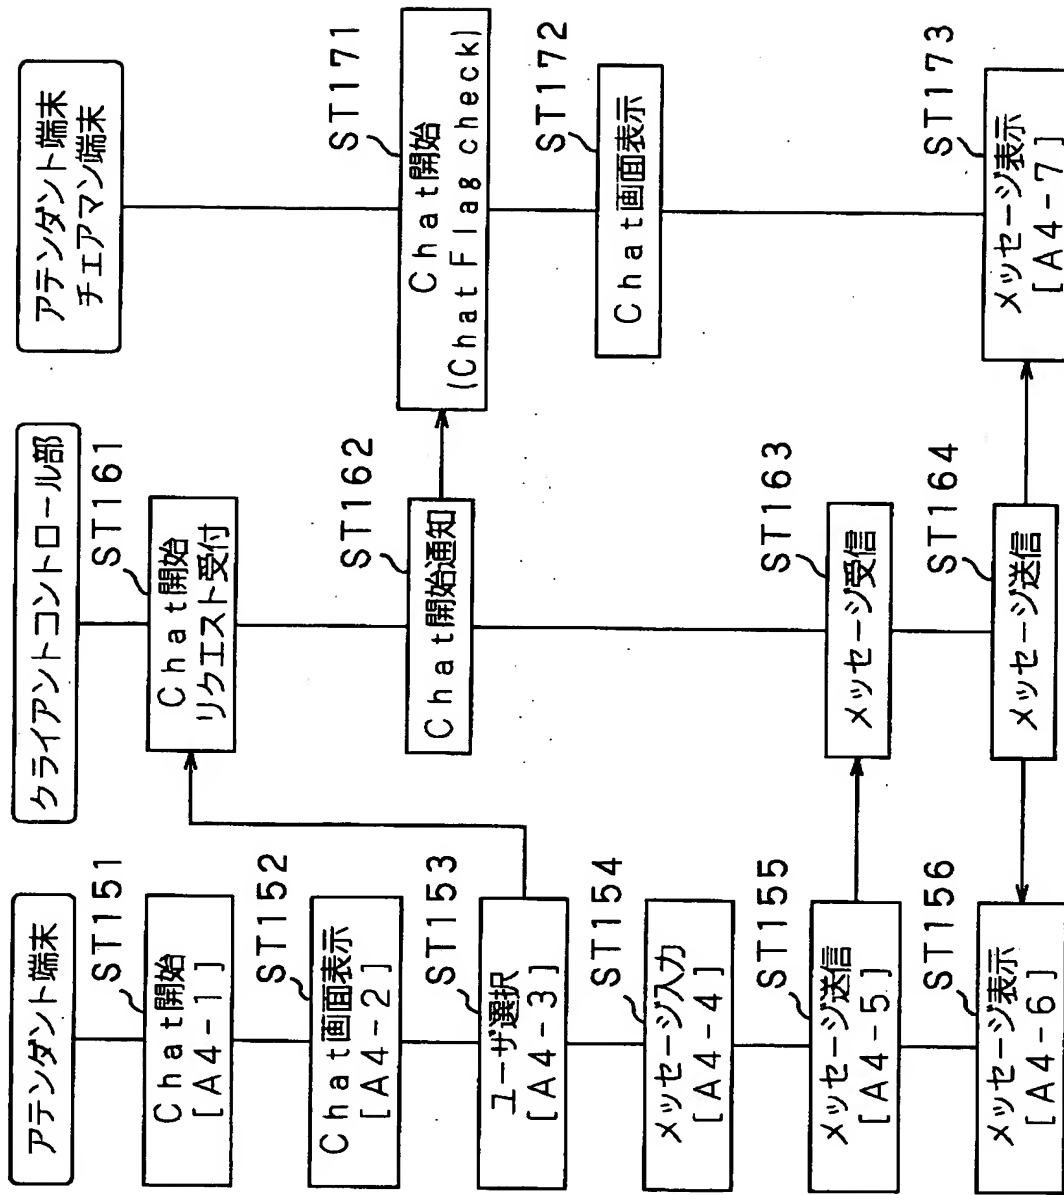 アテンダント端末
ST151
Chat開始
[A4-1]
ST152
Chat画面表示
[A4-2]
ST153
ユーザ選択
[A4-3]
ST154
メッセージ入力
[A4-4]
ST155
メッセージ送信
[A4-5]
ST156
メッセージ表示
[A4-6]
クライアントコントロール部
ST161
Chat開始
リクエスト受付
ST162
Chat開始通知
ST163
メッセージ受信
ST164
メッセージ送信
アテンダント端末
チェアマン端末
ST171
Chat開始
(ChatFlag check)
ST172
Chat画面表示
ST173
メッセージ表示
[A4-7]